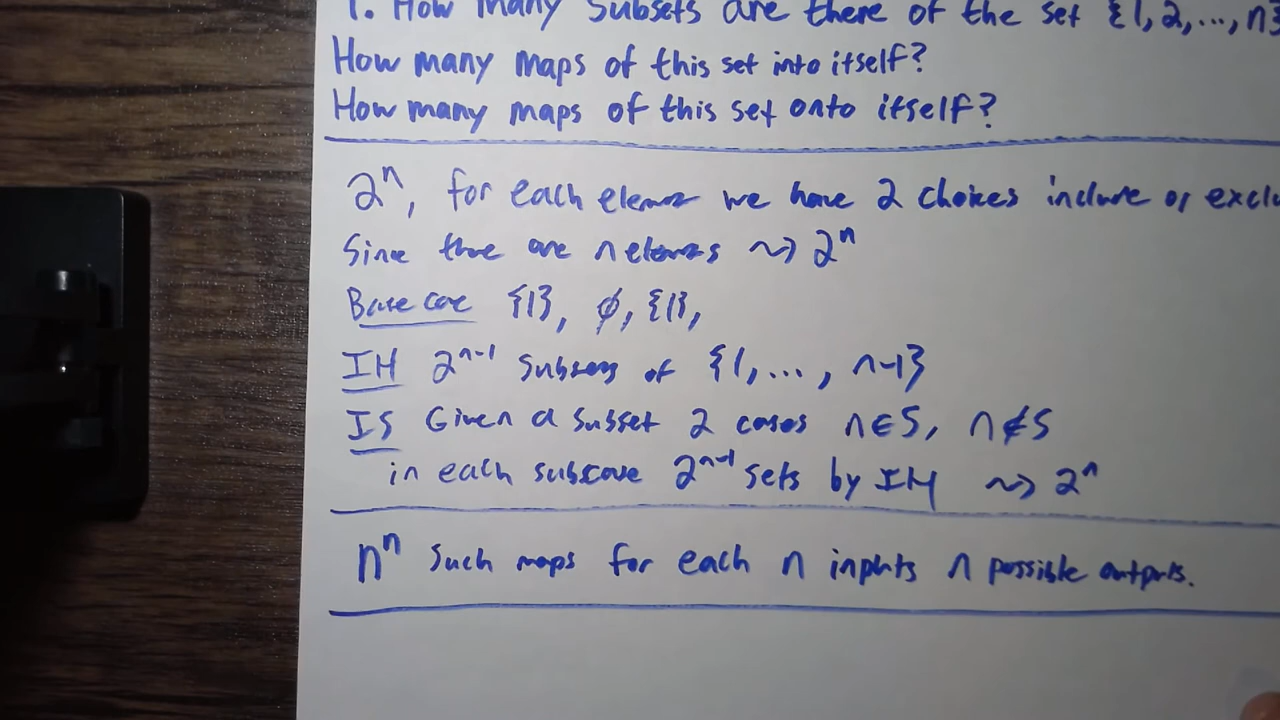 1. How many subsets are there of the set {1,2,...,n}
How many maps of this set into itself?
How many maps of this set onto itself?
2ⁿ, for each element we have 2 choices include or exclu
Since there are n elements ⇝ 2ⁿ
Base case {1}, ∅, {1},
IH 2ⁿ⁻¹ subsets of {1,..., n-1}
IS Given a subset 2 cases n∈S, n∉S
in each subcase 2ⁿ⁻¹ sets by IH ⇝ 2ⁿ
nⁿ such maps for each n inputs n possible outputs.